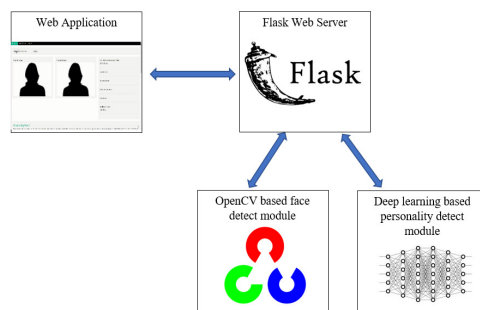 Web Application
Flask Web Server
Flask
OpenCV based face
detect module
Deep learning based
personality detect
module